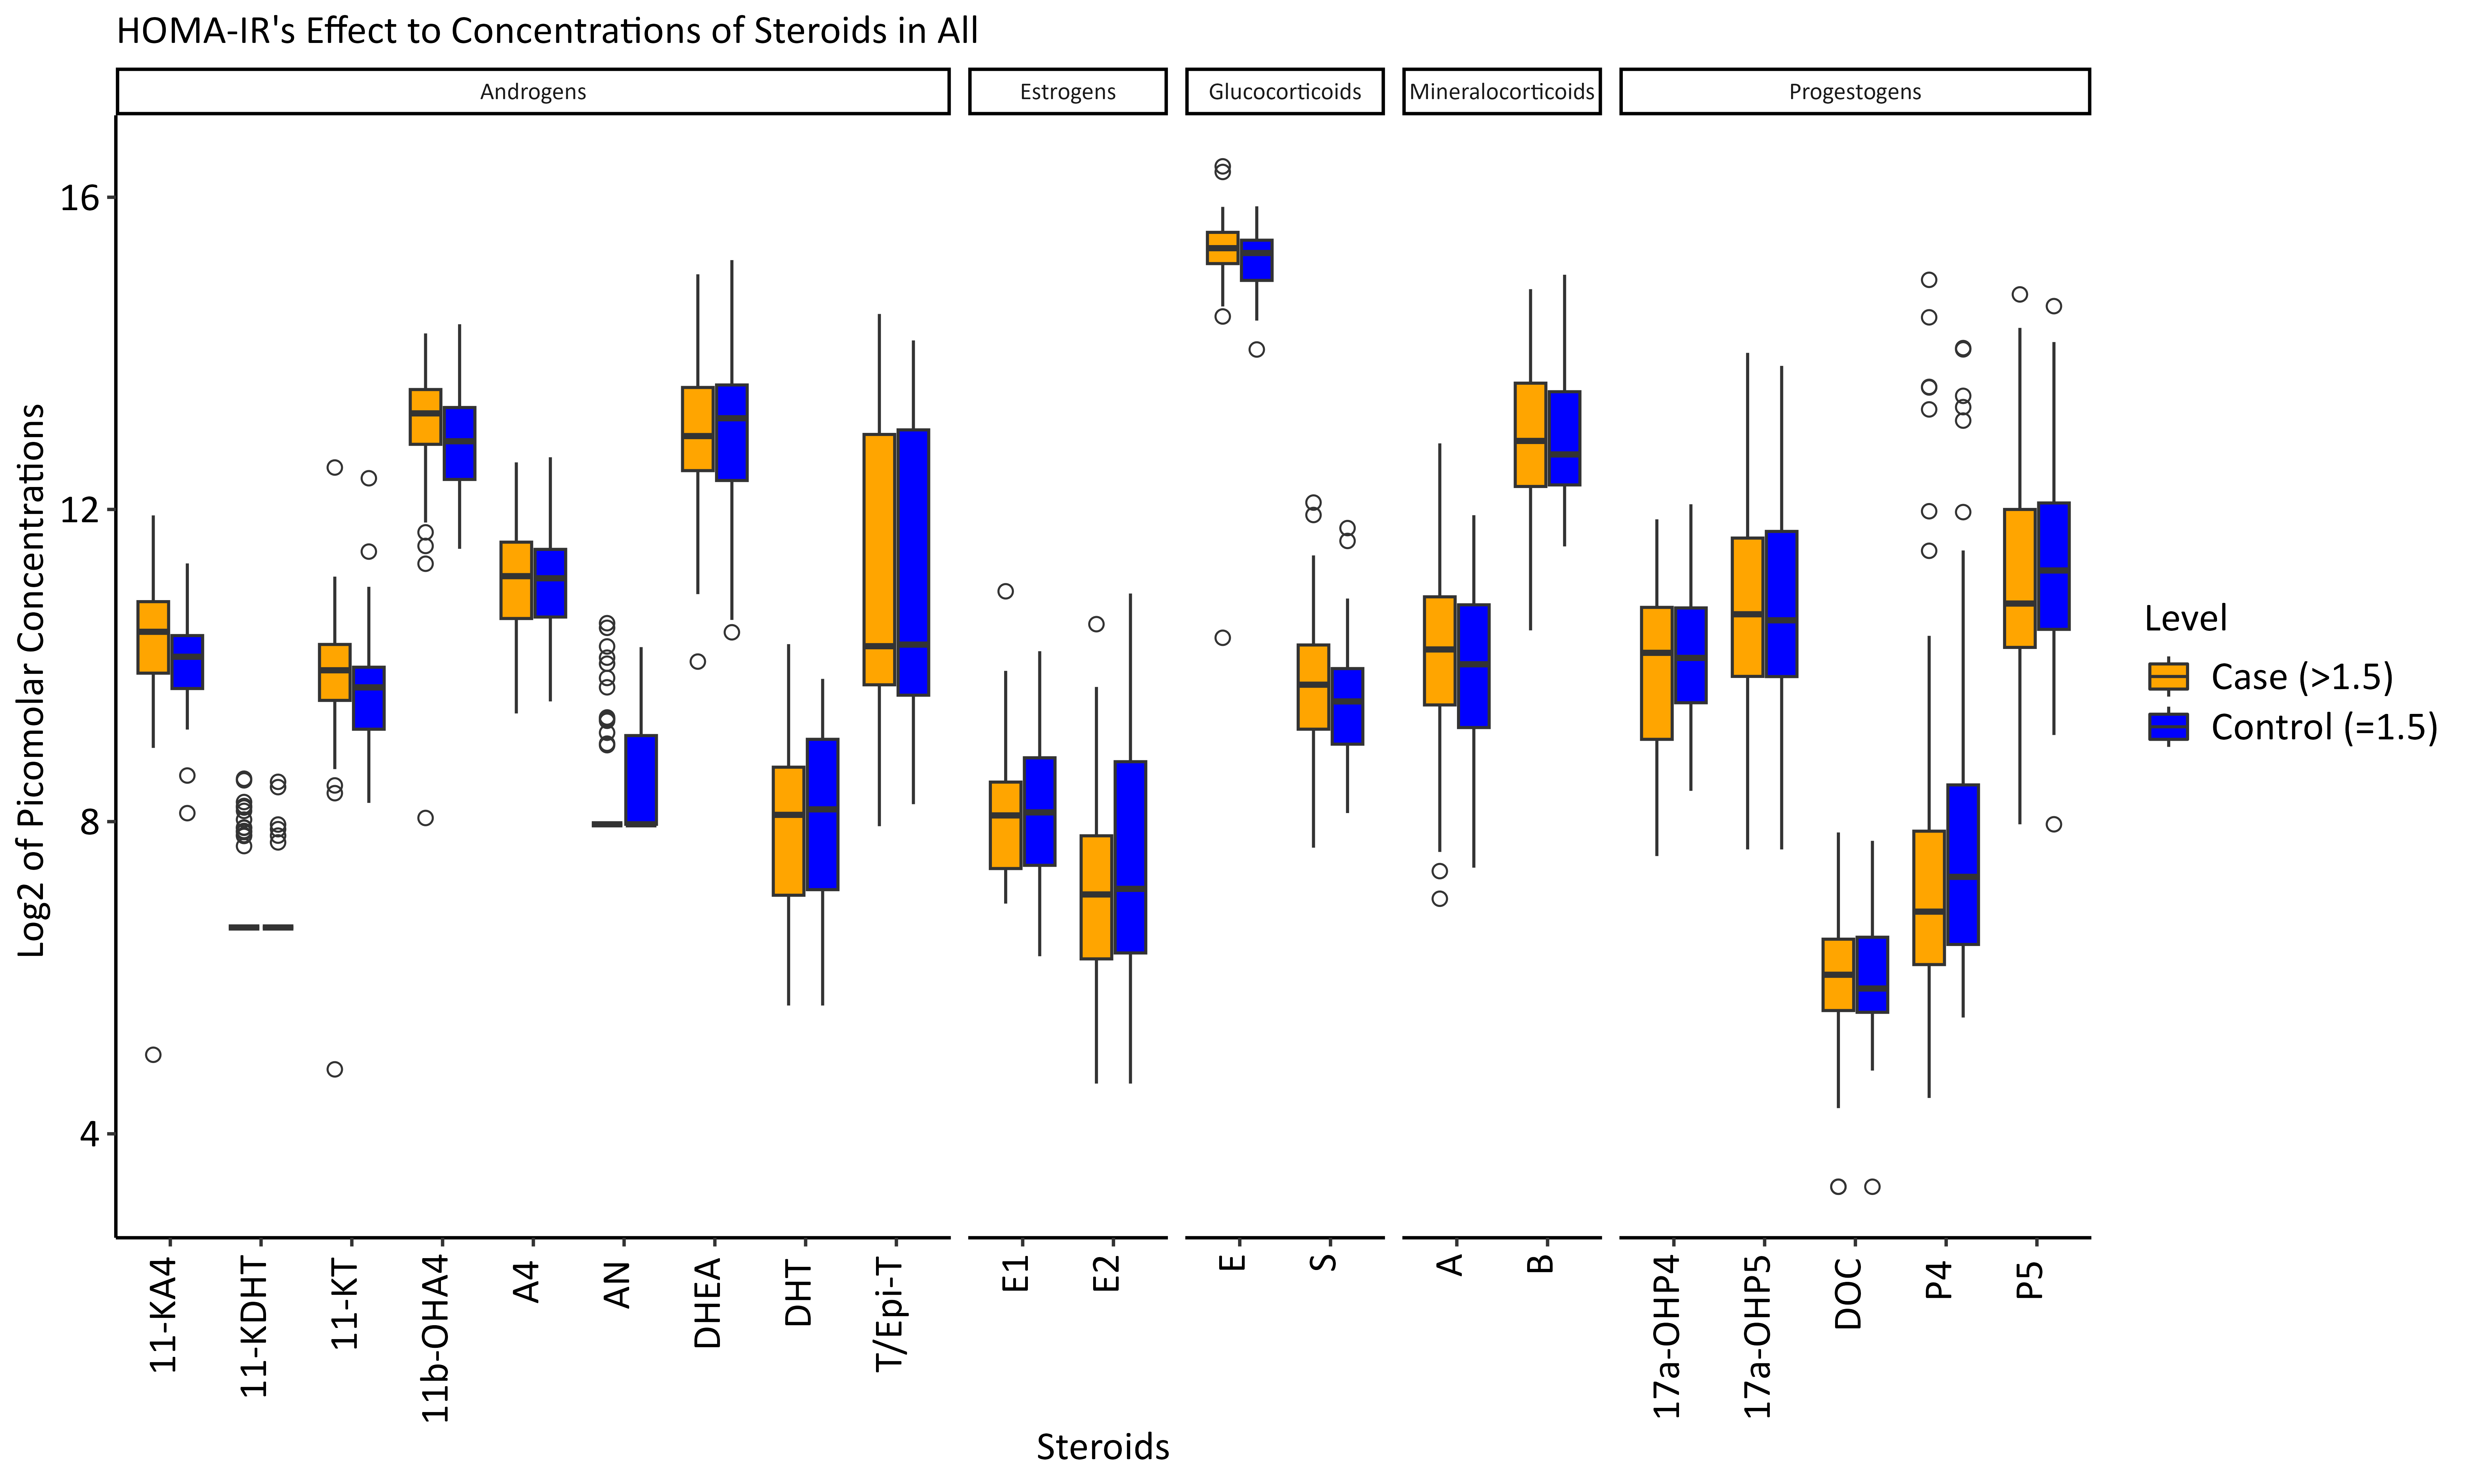 HOMA-IR's Effect to Concentrations of Steroids in All
Androgens
Estrogens
Glucocorticoids
Mineralocorticoids
Progestogens
Log2 of Picomolar Concentrations
16
12
8
4
11-KA4
11-KDHT
11-KT
11b-OHA4
A4
AN
DHEA
DHT
T/Epi-T
E1
E2
E
S
A
B
17a-OHP4
17a-OHP5
DOC
P4
P5
Steroids
Level
Case (>1.5)
Control (=1.5)